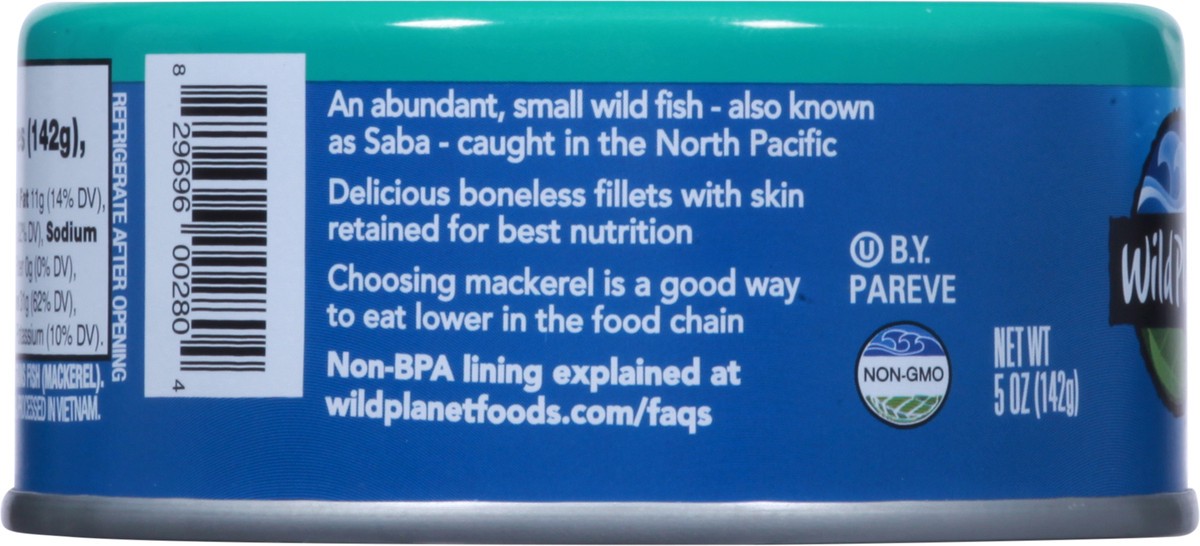 (142g),
Fat 11g (14% DV),
DV), Sodium
0g (0% DV),
(62% DV),
(10% DV).
FISH (MACKEREL).
IN VIETNAM.
REFRIGERATE AFTER OPENING
8 29696 00280 4
An abundant, small wild fish - also known
as Saba - caught in the North Pacific
Delicious boneless fillets with skin
retained for best nutrition
Choosing mackerel is a good way
to eat lower in the food chain
Non-BPA lining explained at
wildplanetfoods.com/faqs
U B.Y.
PAREVE
NON-GMO
NET WT
5 OZ (142g)
Wild